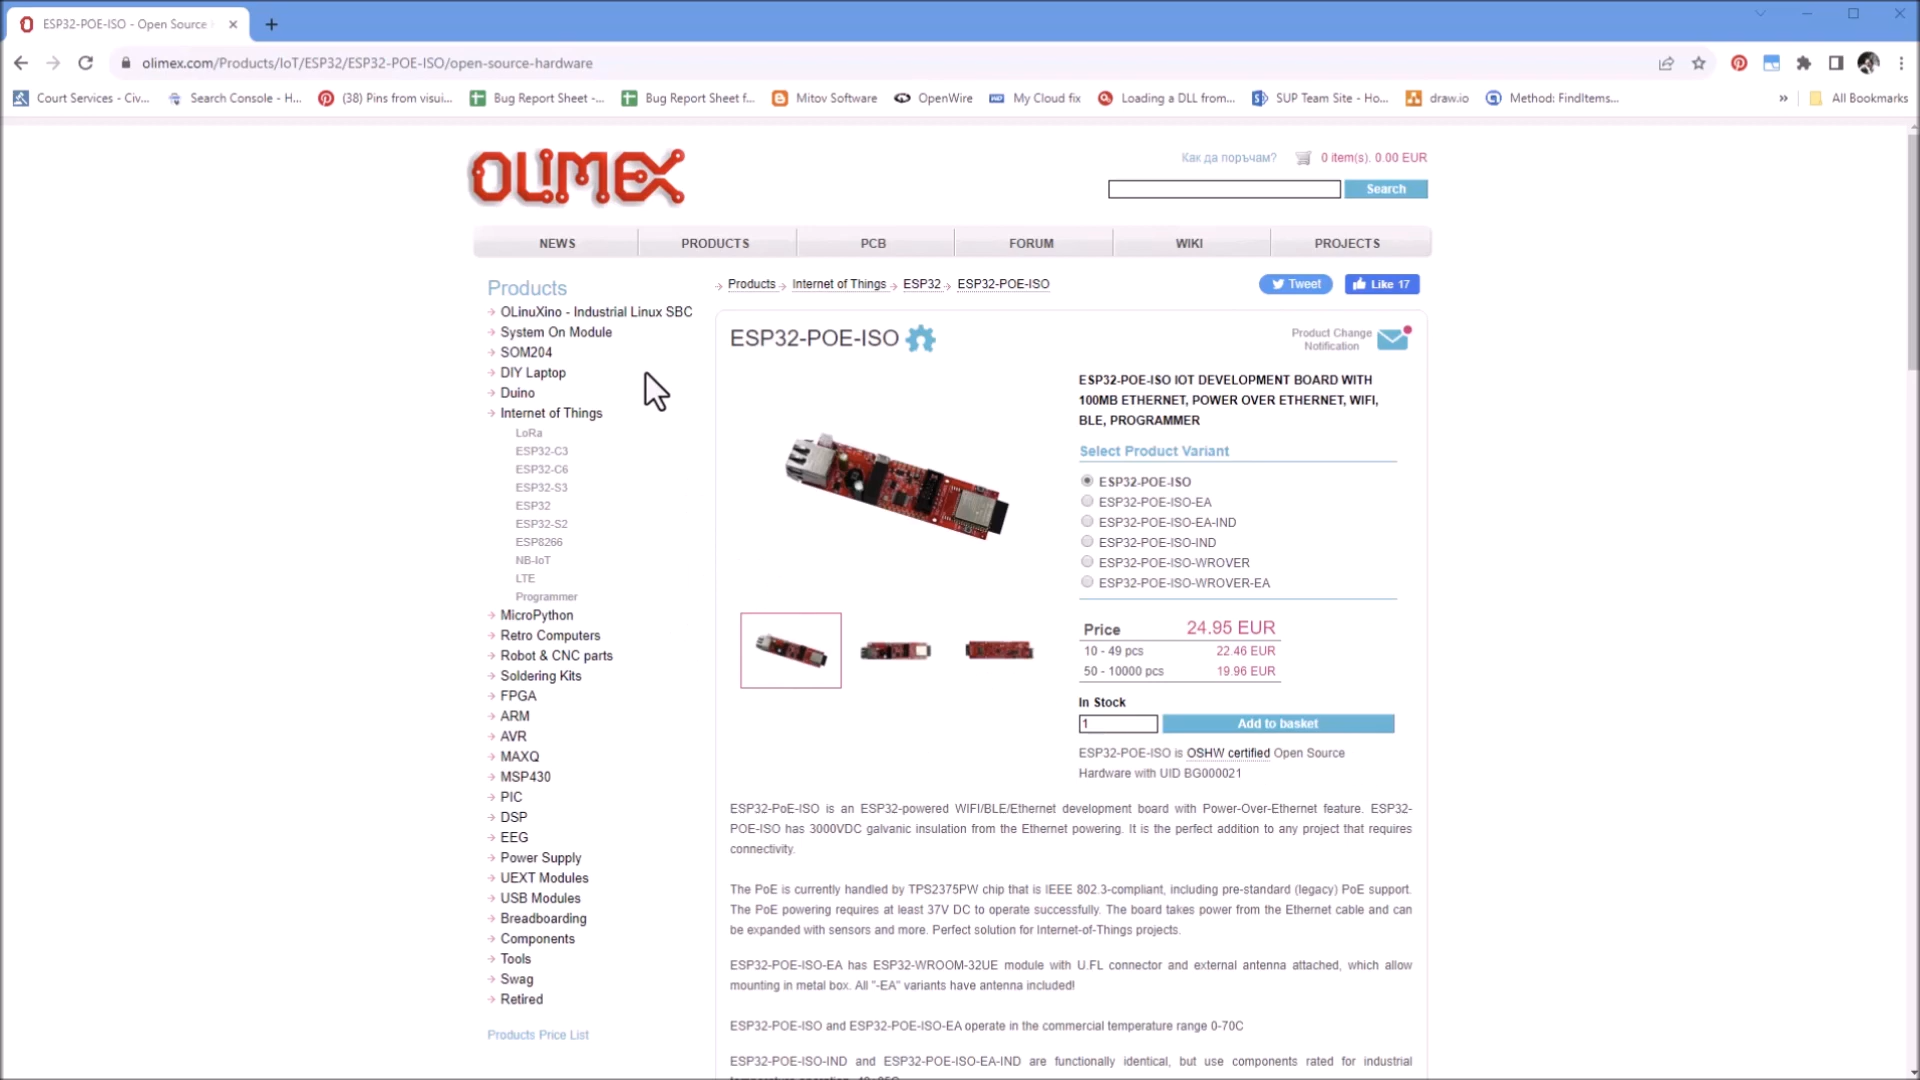 ESP32-POE-ISO - Open Source
olimex.com/Products/IoT/ESP32/ESP32-POE-ISO/open-source-hardware
Court Services - Civ...
Search Console - H...
(38) Pins from visui...
Bug Report Sheet -...
Bug Report Sheet f...
Mitov Software
OpenWire
My Cloud fix
Loading a DLL from...
SUP Team Site - Ho...
draw.io
Method: FindItems...
»
All Bookmarks
OLIMEX
Как да поръчам?
0 item(s). 0.00 EUR
Search
NEWS
PRODUCTS
PCB
FORUM
WIKI
PROJECTS
Products
OLinuXino - Industrial Linux SBC
System On Module
SOM204
DIY Laptop
Duino
Internet of Things
LoRa
ESP32-C3
ESP32-C6
ESP32-S3
ESP32
ESP32-S2
ESP8266
NB-IoT
LTE
Programmer
MicroPython
Retro Computers
Robot & CNC parts
Soldering Kits
FPGA
ARM
AVR
MAXQ
MSP430
PIC
DSP
EEG
Power Supply
UEXT Modules
USB Modules
Breadboarding
Components
Tools
Swag
Retired
Products Price List
Products
Internet of Things
ESP32
ESP32-POE-ISO
Tweet
Like 17
ESP32-POE-ISO
Product Change
Notification
ESP32-POE-ISO IOT DEVELOPMENT BOARD WITH
100MB ETHERNET, POWER OVER ETHERNET, WIFI,
BLE, PROGRAMMER
Select Product Variant
ESP32-POE-ISO
ESP32-POE-ISO-EA
ESP32-POE-ISO-EA-IND
ESP32-POE-ISO-IND
ESP32-POE-ISO-WROVER
ESP32-POE-ISO-WROVER-EA
Price 24.95 EUR
10 - 49 pcs 22.46 EUR
50 - 10000 pcs 19.96 EUR
In Stock
1
Add to basket
ESP32-POE-ISO is OSHW certified Open Source
Hardware with UID BG000021
ESP32-PoE-ISO is an ESP32-powered WIFI/BLE/Ethernet development board with Power-Over-Ethernet feature. ESP32-
POE-ISO has 3000VDC galvanic insulation from the Ethernet powering. It is the perfect addition to any project that requires
connectivity.
The PoE is currently handled by TPS2375PW chip that is IEEE 802.3-compliant, including pre-standard (legacy) PoE support.
The PoE powering requires at least 37V DC to operate successfully. The board takes power from the Ethernet cable and can
be expanded with sensors and more. Perfect solution for Internet-of-Things projects.
ESP32-POE-ISO-EA has ESP32-WROOM-32UE module with U.FL connector and external antenna attached, which allow
mounting in metal box. All "-EA" variants have antenna included!
ESP32-POE-ISO and ESP32-POE-ISO-EA operate in the commercial temperature range 0-70C
ESP32-POE-ISO-IND and ESP32-POE-ISO-EA-IND are functionally identical, but use components rated for industrial